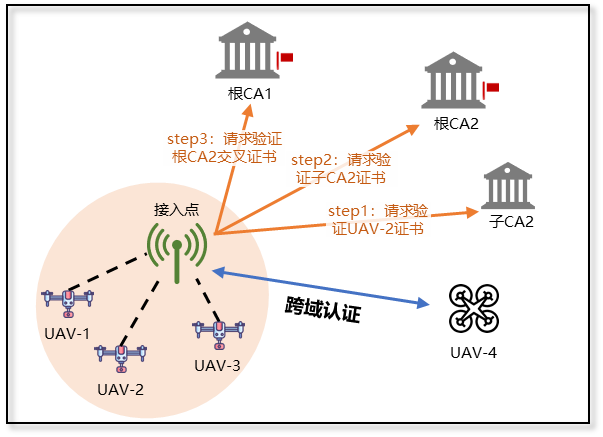 根CA1
根CA2
step3：请求验证
根CA2交叉证书
step2：请求验
证子CA2证书
接入点
step1：请求验
证UAV-2证书
子CA2
跨域认证
UAV-1
UAV-2
UAV-3
UAV-4